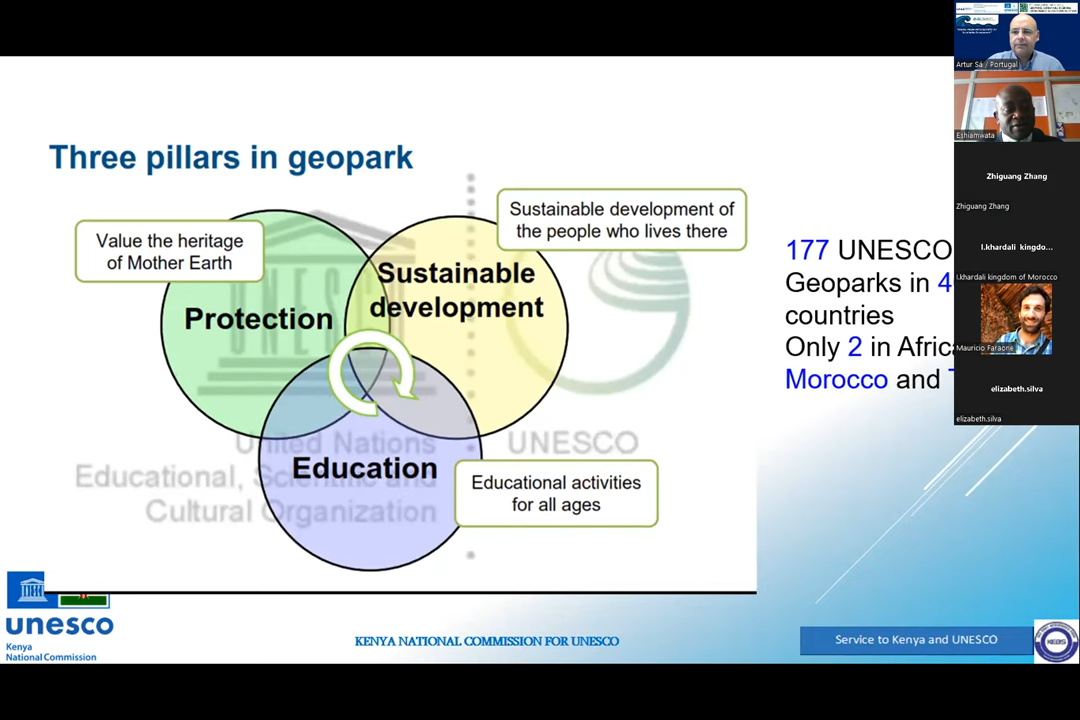 Three pillars in geopark
Value the heritage
of Mother Earth
Sustainable development of
the people who lives there
Protection
Sustainable
development
Education
Educational activities
for all ages
UNESCO
United Nations
Educational, Scientific and
Cultural Organization
UNESCO
177 UNESCO
Geoparks in 4
countries
Only 2 in Africa
Morocco and T
unesco
Kenya
National Commission
KENYA NATIONAL COMMISSION FOR UNESCO
Service to Kenya and UNESCO
KEBS
Artur Sá / Portugal
Eshiamwata
Zhiguang Zhang
Zhiguang Zhang
l.khardali kingdo...
l.khardali kingdom of Morocco
Mauricio Faraone
elizabeth.silva
elizabeth.silva